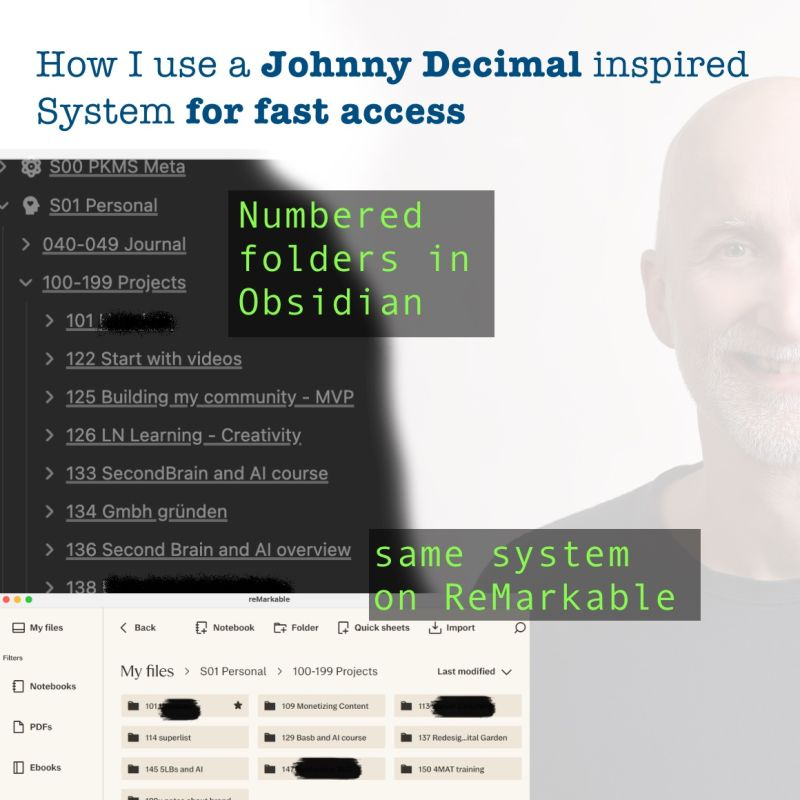 How I use a Johnny Decimal inspired
System for fast access
S00 PKMS Meta
S01 Personal
040-049 Journal
100-199 Projects
101
122 Start with videos
125 Building my community - MVP
126 LN Learning - Creativity
133 SecondBrain and AI course
134 Gmbh gründen
136 Second Brain and AI overview
138
Numbered
folders in
Obsidian
same system
on ReMarkable
reMarkable
My files
Back
Notebook
Folder
Quick sheets
Import
Filters
Notebooks
PDFs
Ebooks
My files > S01 Personal > 100-199 Projects
Last modified
101
109 Monetizing Content
113
114 superlist
129 Basb and AI course
137 Redesig...ital Garden
145 5LBs and AI
147
150 4MAT training